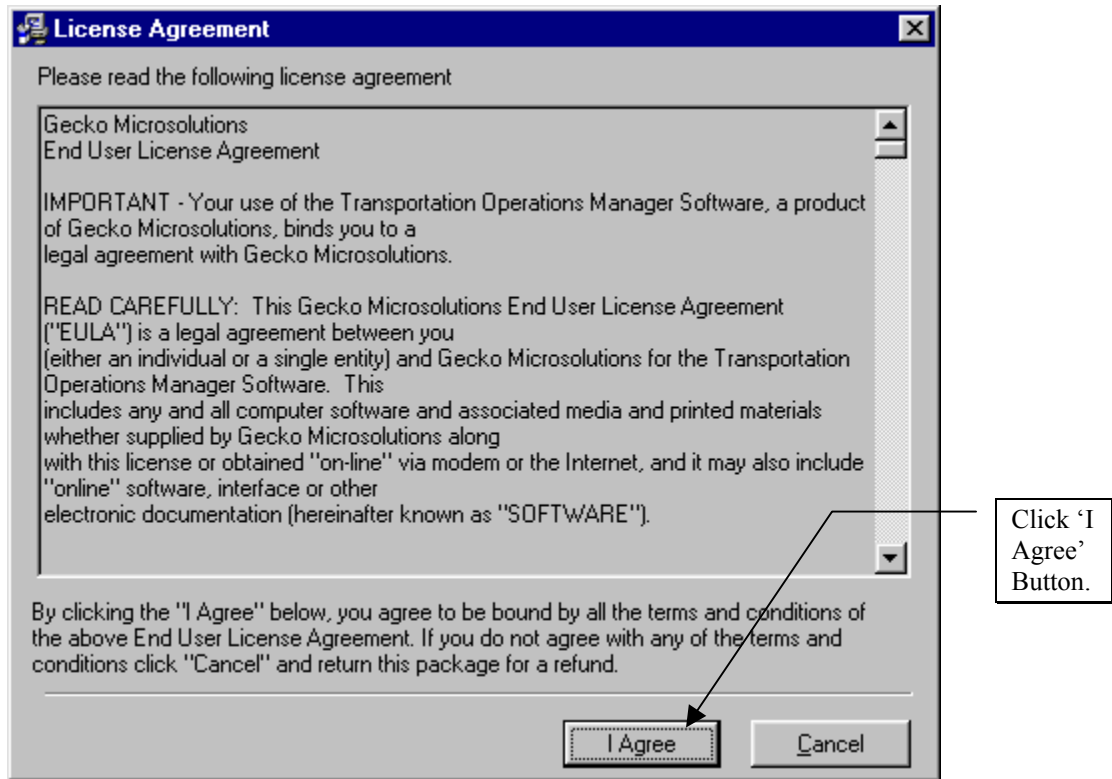 License Agreement
Please read the following license agreement
Gecko Microsolutions
End User License Agreement
IMPORTANT - Your use of the Transportation Operations Manager Software, a product
of Gecko Microsolutions, binds you to a
legal agreement with Gecko Microsolutions.
READ CAREFULLY:  This Gecko Microsolutions End User License Agreement
("EULA") is a legal agreement between you
(either an individual or a single entity) and Gecko Microsolutions for the Transportation
Operations Manager Software.  This
includes any and all computer software and associated media and printed materials
whether supplied by Gecko Microsolutions along
with this license or obtained "on-line" via modem or the Internet, and it may also include
"online" software, interface or other
electronic documentation (hereinafter known as "SOFTWARE").
By clicking the "I Agree" below, you agree to be bound by all the terms and conditions of
the above End User License Agreement. If you do not agree with any of the terms and
conditions click "Cancel" and return this package for a refund.
I Agree
Cancel
Click ‘I
Agree’
Button.